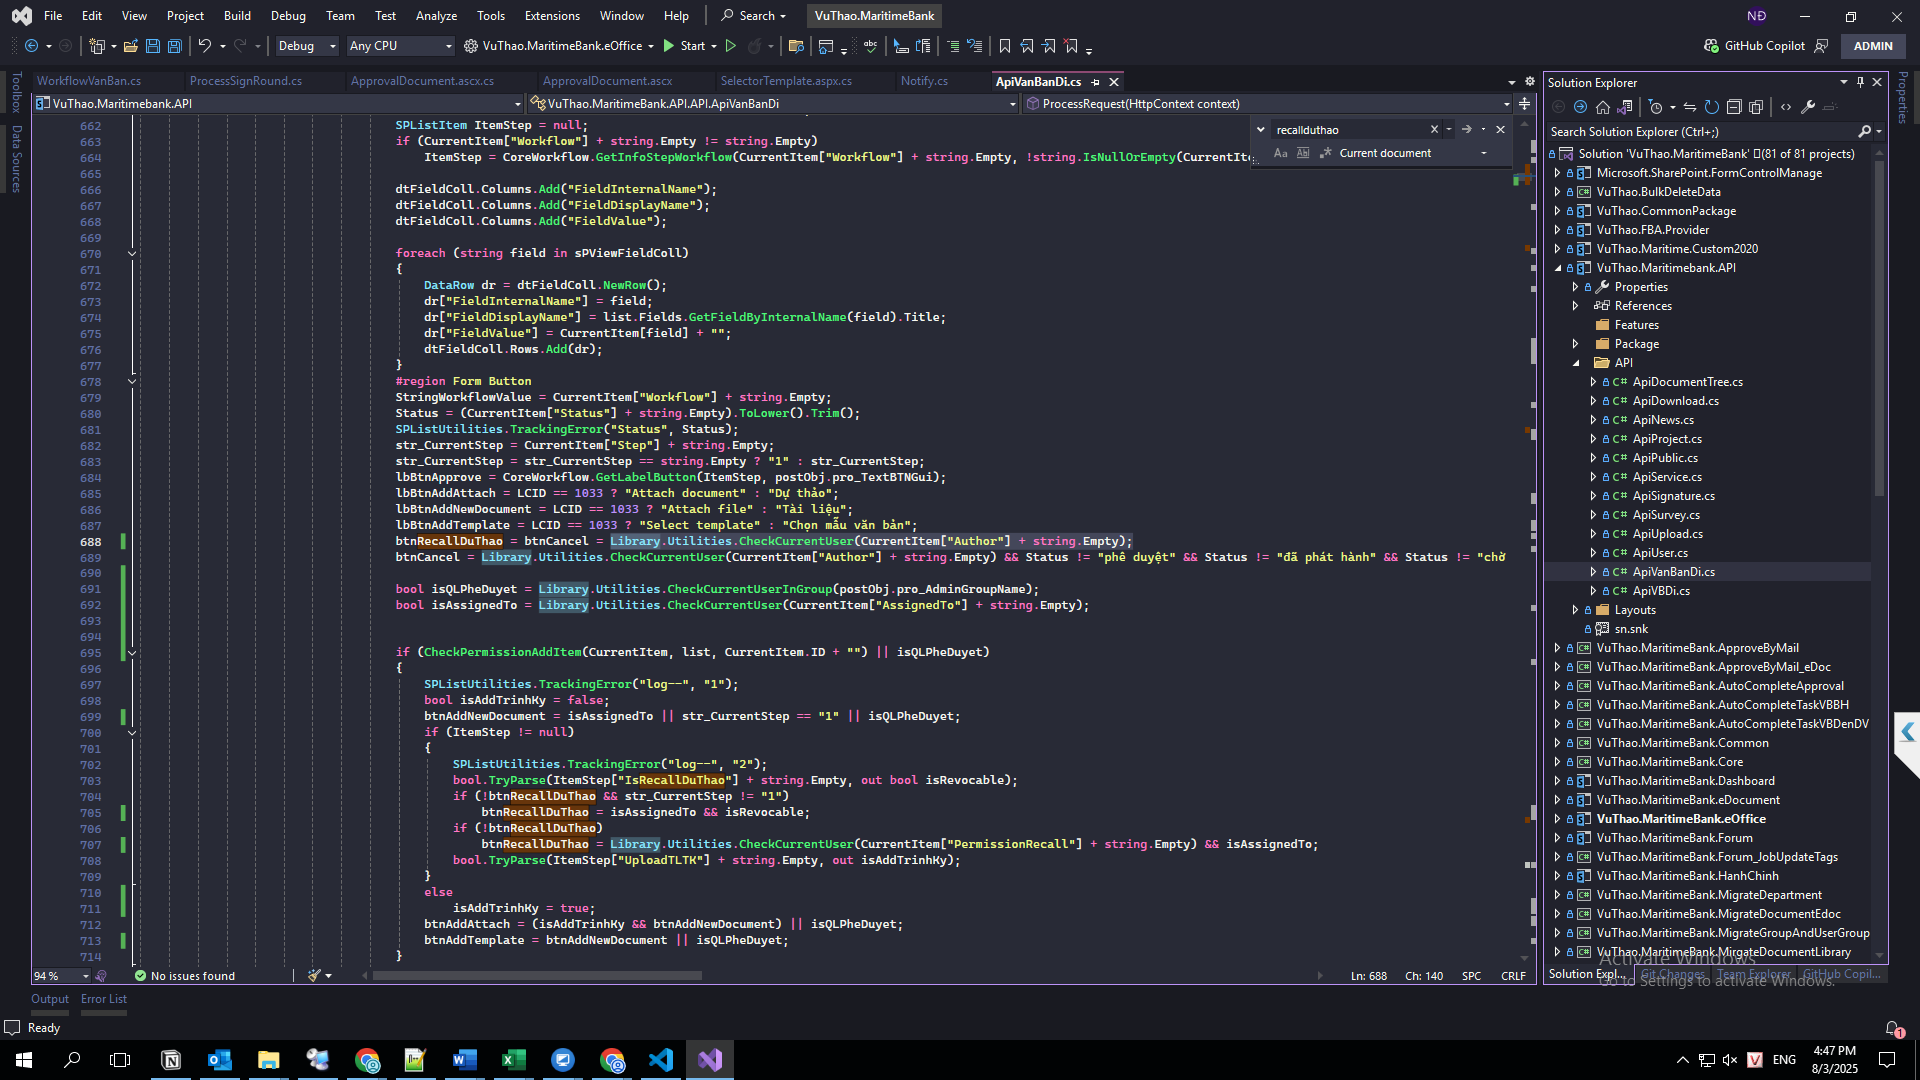 File Edit View Project Build Debug Team Test Analyze Tools Extensions Window Help Search VuThao.MaritimeBank NĐ
Debug Any CPU VuThao.MaritimeBank.eOffice Start GitHub Copilot ADMIN
WorkflowVanBan.cs ProcessSignRound.cs ApprovalDocument.ascx.cs ApprovalDocument.ascx SelectorTemplate.aspx.cs Notify.cs ApiVanBanDi.cs
VuThao.Maritimebank.API VuThao.MaritimeBank.API.API.ApiVanBanDi ProcessRequest(HttpContext context)
Toolbox
Data Sources
recallduthao
Current document
662 SPListItem ItemStep = null;
663 if (CurrentItem["Workflow"] + string.Empty != string.Empty)
664 ItemStep = CoreWorkflow.GetInfoStepWorkflow(CurrentItem["Workflow"] + string.Empty, !string.IsNullOrEmpty(CurrentIte
665
666 dtFieldColl.Columns.Add("FieldInternalName");
667 dtFieldColl.Columns.Add("FieldDisplayName");
668 dtFieldColl.Columns.Add("FieldValue");
669
670 foreach (string field in sPViewFieldColl)
671 {
672 DataRow dr = dtFieldColl.NewRow();
673 dr["FieldInternalName"] = field;
674 dr["FieldDisplayName"] = list.Fields.GetFieldByInternalName(field).Title;
675 dr["FieldValue"] = CurrentItem[field] + "";
676 dtFieldColl.Rows.Add(dr);
677 }
678 #region Form Button
679 StringWorkflowValue = CurrentItem["Workflow"] + string.Empty;
680 Status = (CurrentItem["Status"] + string.Empty).ToLower().Trim();
681 SPListUtilities.TrackingError("Status", Status);
682 str_CurrentStep = CurrentItem["Step"] + string.Empty;
683 str_CurrentStep = str_CurrentStep == string.Empty ? "1" : str_CurrentStep;
684 lbBtnApprove = CoreWorkflow.GetLabelButton(ItemStep, postObj.pro_TextBTNGui);
685 lbBtnAddAttach = LCID == 1033 ? "Attach document" : "Dự thảo";
686 lbBtnAddNewDocument = LCID == 1033 ? "Attach file" : "Tài liệu";
687 lbBtnAddTemplate = LCID == 1033 ? "Select template" : "Chọn mẫu văn bản";
688 btnRecallDuThao = btnCancel = Library.Utilities.CheckCurrentUser(CurrentItem["Author"] + string.Empty);
689 btnCancel = Library.Utilities.CheckCurrentUser(CurrentItem["Author"] + string.Empty) && Status != "phê duyệt" && Status != "đã phát hành" && Status != "chờ
690
691 bool isQLPheDuyet = Library.Utilities.CheckCurrentUserInGroup(postObj.pro_AdminGroupName);
692 bool isAssignedTo = Library.Utilities.CheckCurrentUser(CurrentItem["AssignedTo"] + string.Empty);
693
694
695 if (CheckPermissionAddItem(CurrentItem, list, CurrentItem.ID + "") || isQLPheDuyet)
696 {
697 SPListUtilities.TrackingError("log--", "1");
698 bool isAddTrinhKy = false;
699 btnAddNewDocument = isAssignedTo || str_CurrentStep == "1" || isQLPheDuyet;
700 if (ItemStep != null)
701 {
702 SPListUtilities.TrackingError("log--", "2");
703 bool.TryParse(ItemStep["IsRecallDuThao"] + string.Empty, out bool isRevocable);
704 if (!btnRecallDuThao && str_CurrentStep != "1")
705 btnRecallDuThao = isAssignedTo && isRevocable;
706 if (!btnRecallDuThao)
707 btnRecallDuThao = Library.Utilities.CheckCurrentUser(CurrentItem["PermissionRecall"] + string.Empty) && isAssignedTo;
708 bool.TryParse(ItemStep["UploadTLTK"] + string.Empty, out isAddTrinhKy);
709 }
710 else
711 isAddTrinhKy = true;
712 btnAddAttach = (isAddTrinhKy && btnAddNewDocument) || isQLPheDuyet;
713 btnAddTemplate = btnAddNewDocument || isQLPheDuyet;
714 }
94 % No issues found Ln: 688 Ch: 140 SPC CRLF
Solution Explorer
Search Solution Explorer (Ctrl+;)
Solution 'VuThao.MaritimeBank' (81 of 81 projects)
Microsoft.SharePoint.FormControlManage
VuThao.BulkDeleteData
VuThao.CommonPackage
VuThao.FBA.Provider
VuThao.Maritime.Custom2020
VuThao.Maritimebank.API
Properties
References
Features
Package
API
C# ApiDocumentTree.cs
C# ApiDownload.cs
C# ApiNews.cs
C# ApiProject.cs
C# ApiPublic.cs
C# ApiService.cs
C# ApiSignature.cs
C# ApiSurvey.cs
C# ApiUpload.cs
C# ApiUser.cs
C# ApiVanBanDi.cs
C# ApiVBDi.cs
Layouts
sn.snk
VuThao.MaritimeBank.ApproveByMail
VuThao.MaritimeBank.ApproveByMail_eDoc
VuThao.MaritimeBank.AutoCompleteApproval
VuThao.MaritimeBank.AutoCompleteTaskVBBH
VuThao.MaritimeBank.AutoCompleteTaskVBDenDV
VuThao.MaritimeBank.Common
VuThao.MaritimeBank.Core
VuThao.MaritimeBank.Dashboard
VuThao.MaritimeBank.eDocument
VuThao.MaritimeBank.eOffice
VuThao.MaritimeBank.Forum
VuThao.MaritimeBank.Forum_JobUpdateTags
VuThao.MaritimeBank.HanhChinh
VuThao.MaritimeBank.MigrateDepartment
VuThao.MaritimeBank.MigrateDocumentEdoc
VuThao.MaritimeBank.MigrateGroupAndUserGroup
VuThao.MaritimeBank.MirgateDocumentLibrary
Solution Expl... Git Changes Team Explorer GitHub Copil...
Properties
Activate Windows
Go to Settings to activate Windows.
Output Error List
Ready
1
ENG
4:47 PM
8/3/2025